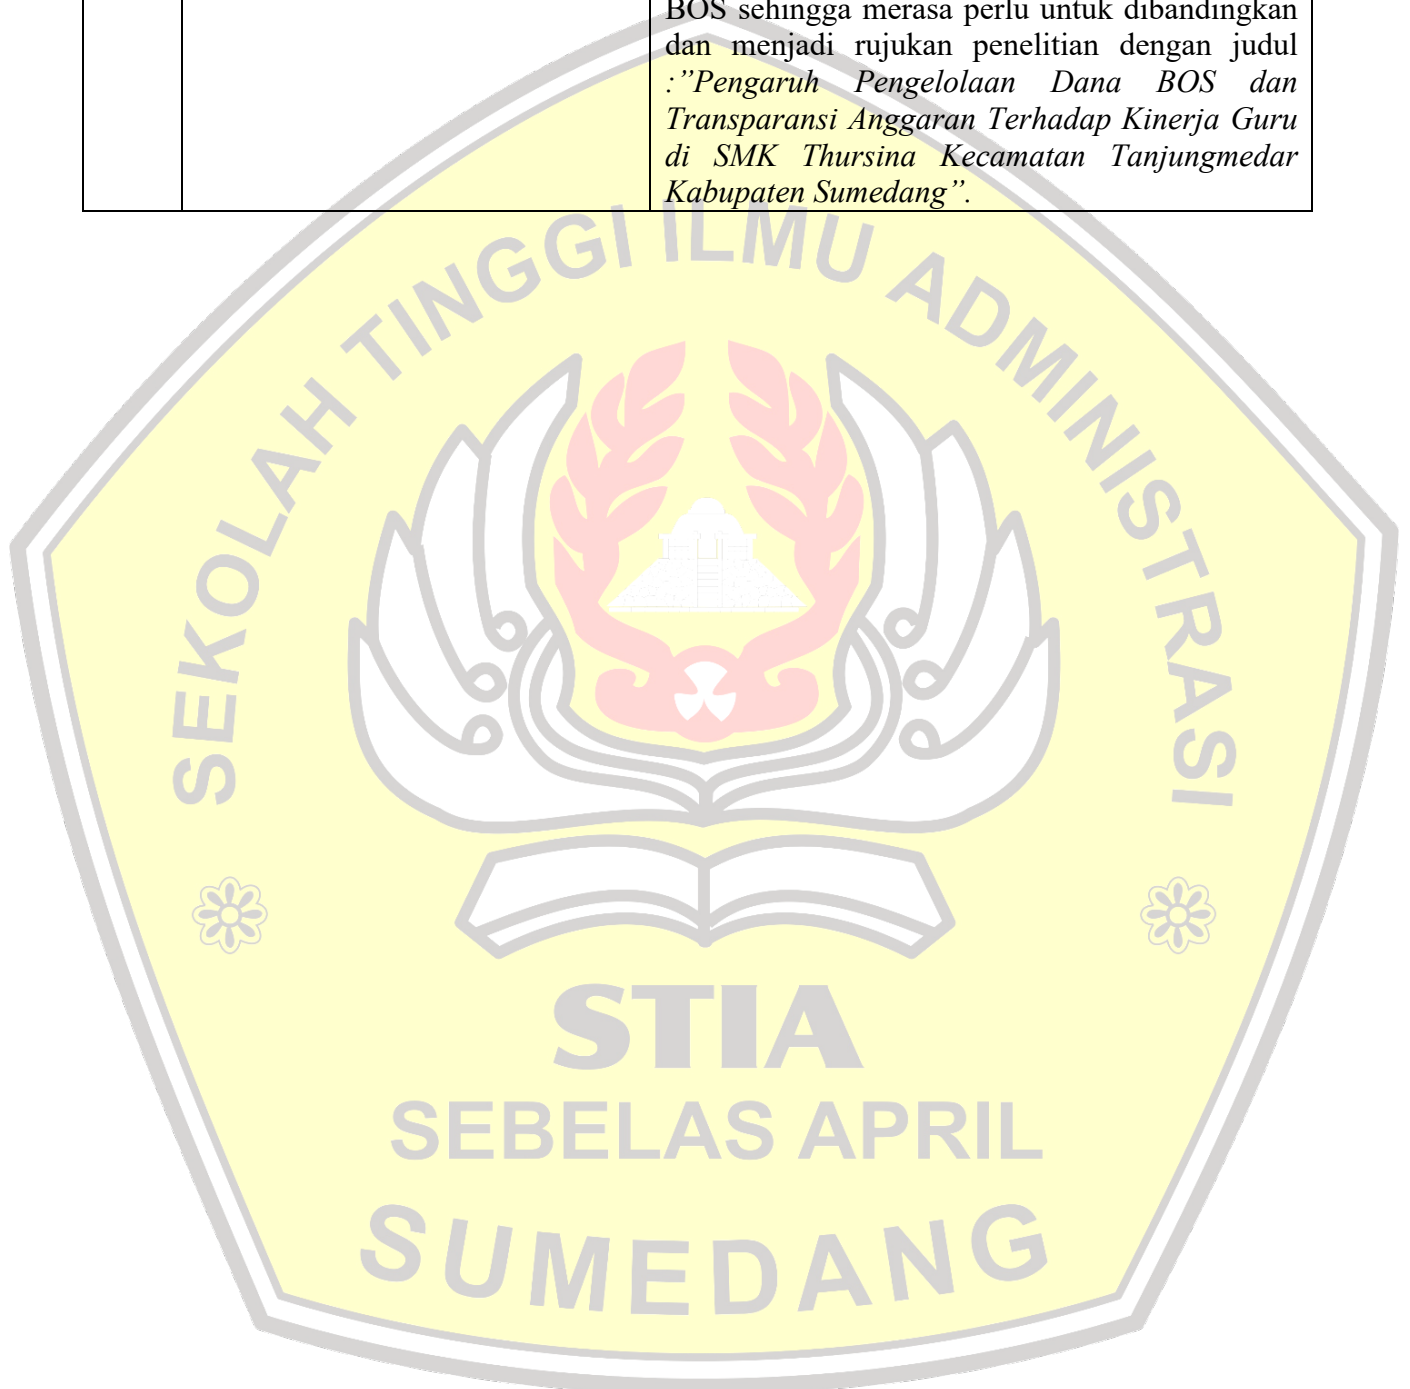 BOS sehingga merasa perlu untuk dibandingkan
dan menjadi rujukan penelitian dengan judul
:”Pengaruh Pengelolaan Dana BOS dan
Transparansi Anggaran Terhadap Kinerja Guru
di SMK Thursina Kecamatan Tanjungmedar
Kabupaten Sumedang”.
SEKOLAH TINGGI ILMU ADMINISTRASI
STIA
SEBELAS APRIL
SUMEDANG